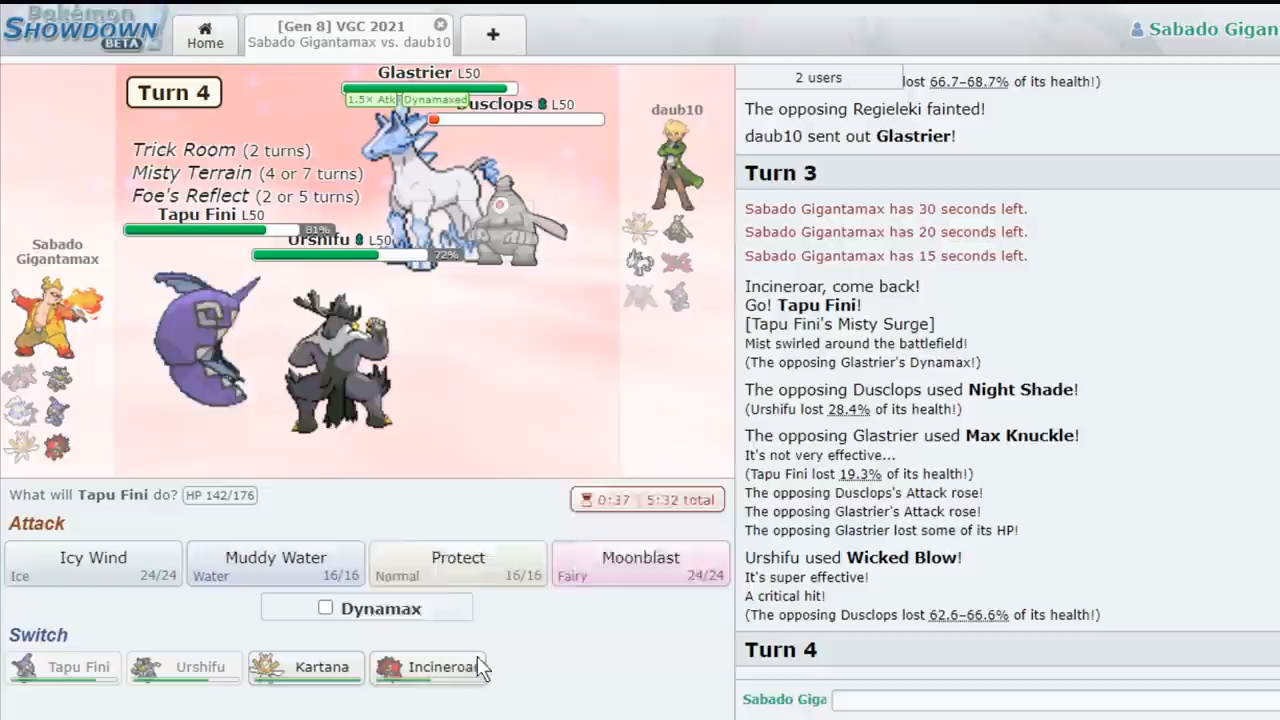 Pokémon
SHOWDOWN
BETA
Home
[Gen 8] VGC 2021
Sabado Gigantamax vs. daub10
+
Sabado Gigan
Turn 4
Glastrier L50
1.5× Atk Dynamaxed
Dusclops L50
Trick Room (2 turns)
Misty Terrain (4 or 7 turns)
Foe's Reflect (2 or 5 turns)
Tapu Fini L50
81%
Urshifu L50
72%
Sabado
Gigantamax
daub10
What will Tapu Fini do? HP 142/176
0:37 5:32 total
Attack
Icy Wind
Ice 24/24
Muddy Water
Water 16/16
Protect
Normal 16/16
Moonblast
Fairy 24/24
Dynamax
Switch
Tapu Fini
Urshifu
Kartana
Incineroar
2 users
lost 66.7–68.7% of its health!)
The opposing Regieleki fainted!
daub10 sent out Glastrier!
Turn 3
Sabado Gigantamax has 30 seconds left.
Sabado Gigantamax has 20 seconds left.
Sabado Gigantamax has 15 seconds left.
Incineroar, come back!
Go! Tapu Fini!
[Tapu Fini's Misty Surge]
Mist swirled around the battlefield!
(The opposing Glastrier's Dynamax!)
The opposing Dusclops used Night Shade!
(Urshifu lost 28.4% of its health!)
The opposing Glastrier used Max Knuckle!
It's not very effective...
(Tapu Fini lost 19.3% of its health!)
The opposing Dusclops's Attack rose!
The opposing Glastrier's Attack rose!
The opposing Glastrier lost some of its HP!
Urshifu used Wicked Blow!
It's super effective!
A critical hit!
(The opposing Dusclops lost 62.6–66.6% of its health!)
Turn 4
Sabado Giga